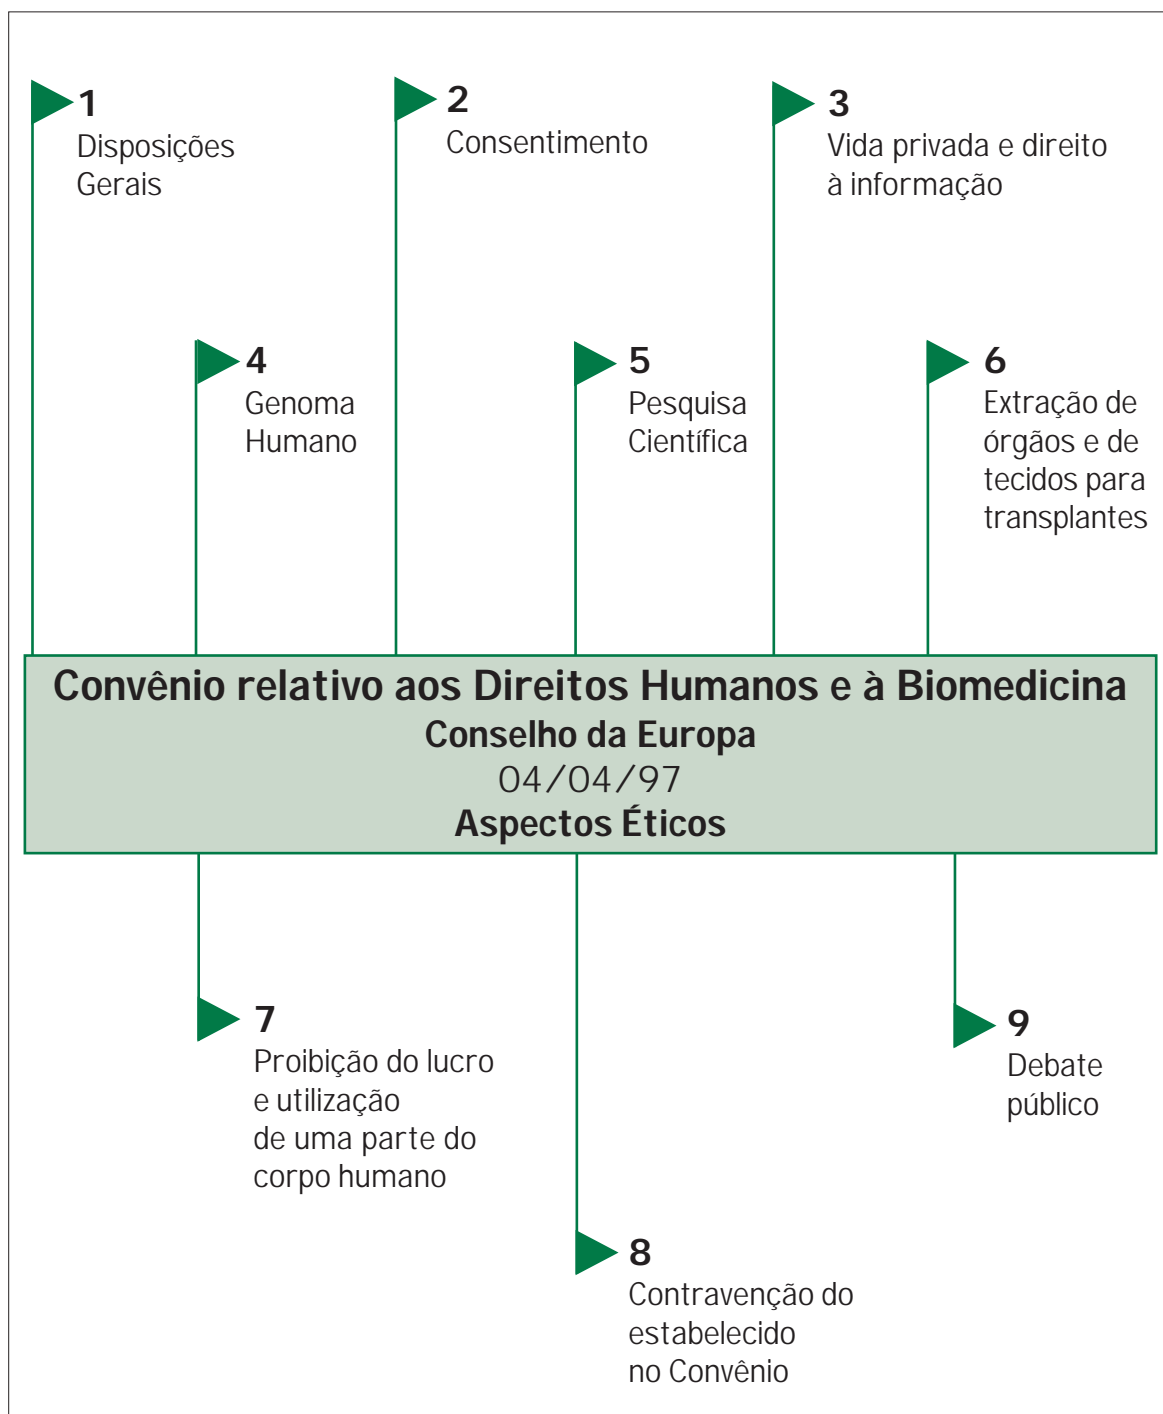 1
Disposições
Gerais
2
Consentimento
3
Vida privada e direito
à informação
4
Genoma
Humano
5
Pesquisa
Científica
6
Extração de
órgãos e de
tecidos para
transplantes
Convênio relativo aos Direitos Humanos e à Biomedicina
Conselho da Europa
04/04/97
Aspectos Éticos
7
Proibição do lucro
e utilização
de uma parte do
corpo humano
8
Contravenção do
estabelecido
no Convênio
9
Debate
público